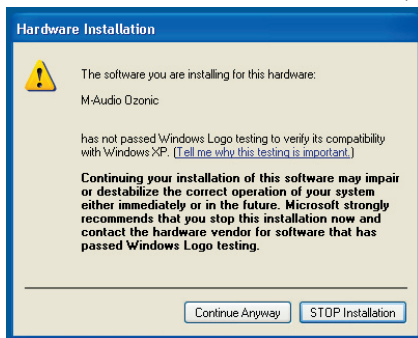 Hardware Installation
The software you are installing for this hardware:
M-Audio Ozonic
has not passed Windows Logo testing to verify its compatibility
with Windows XP. (Tell me why this testing is important.)
Continuing your installation of this software may impair
or destabilize the correct operation of your system
either immediately or in the future. Microsoft strongly
recommends that you stop this installation now and
contact the hardware vendor for software that has
passed Windows Logo testing.
Continue Anyway
STOP Installation